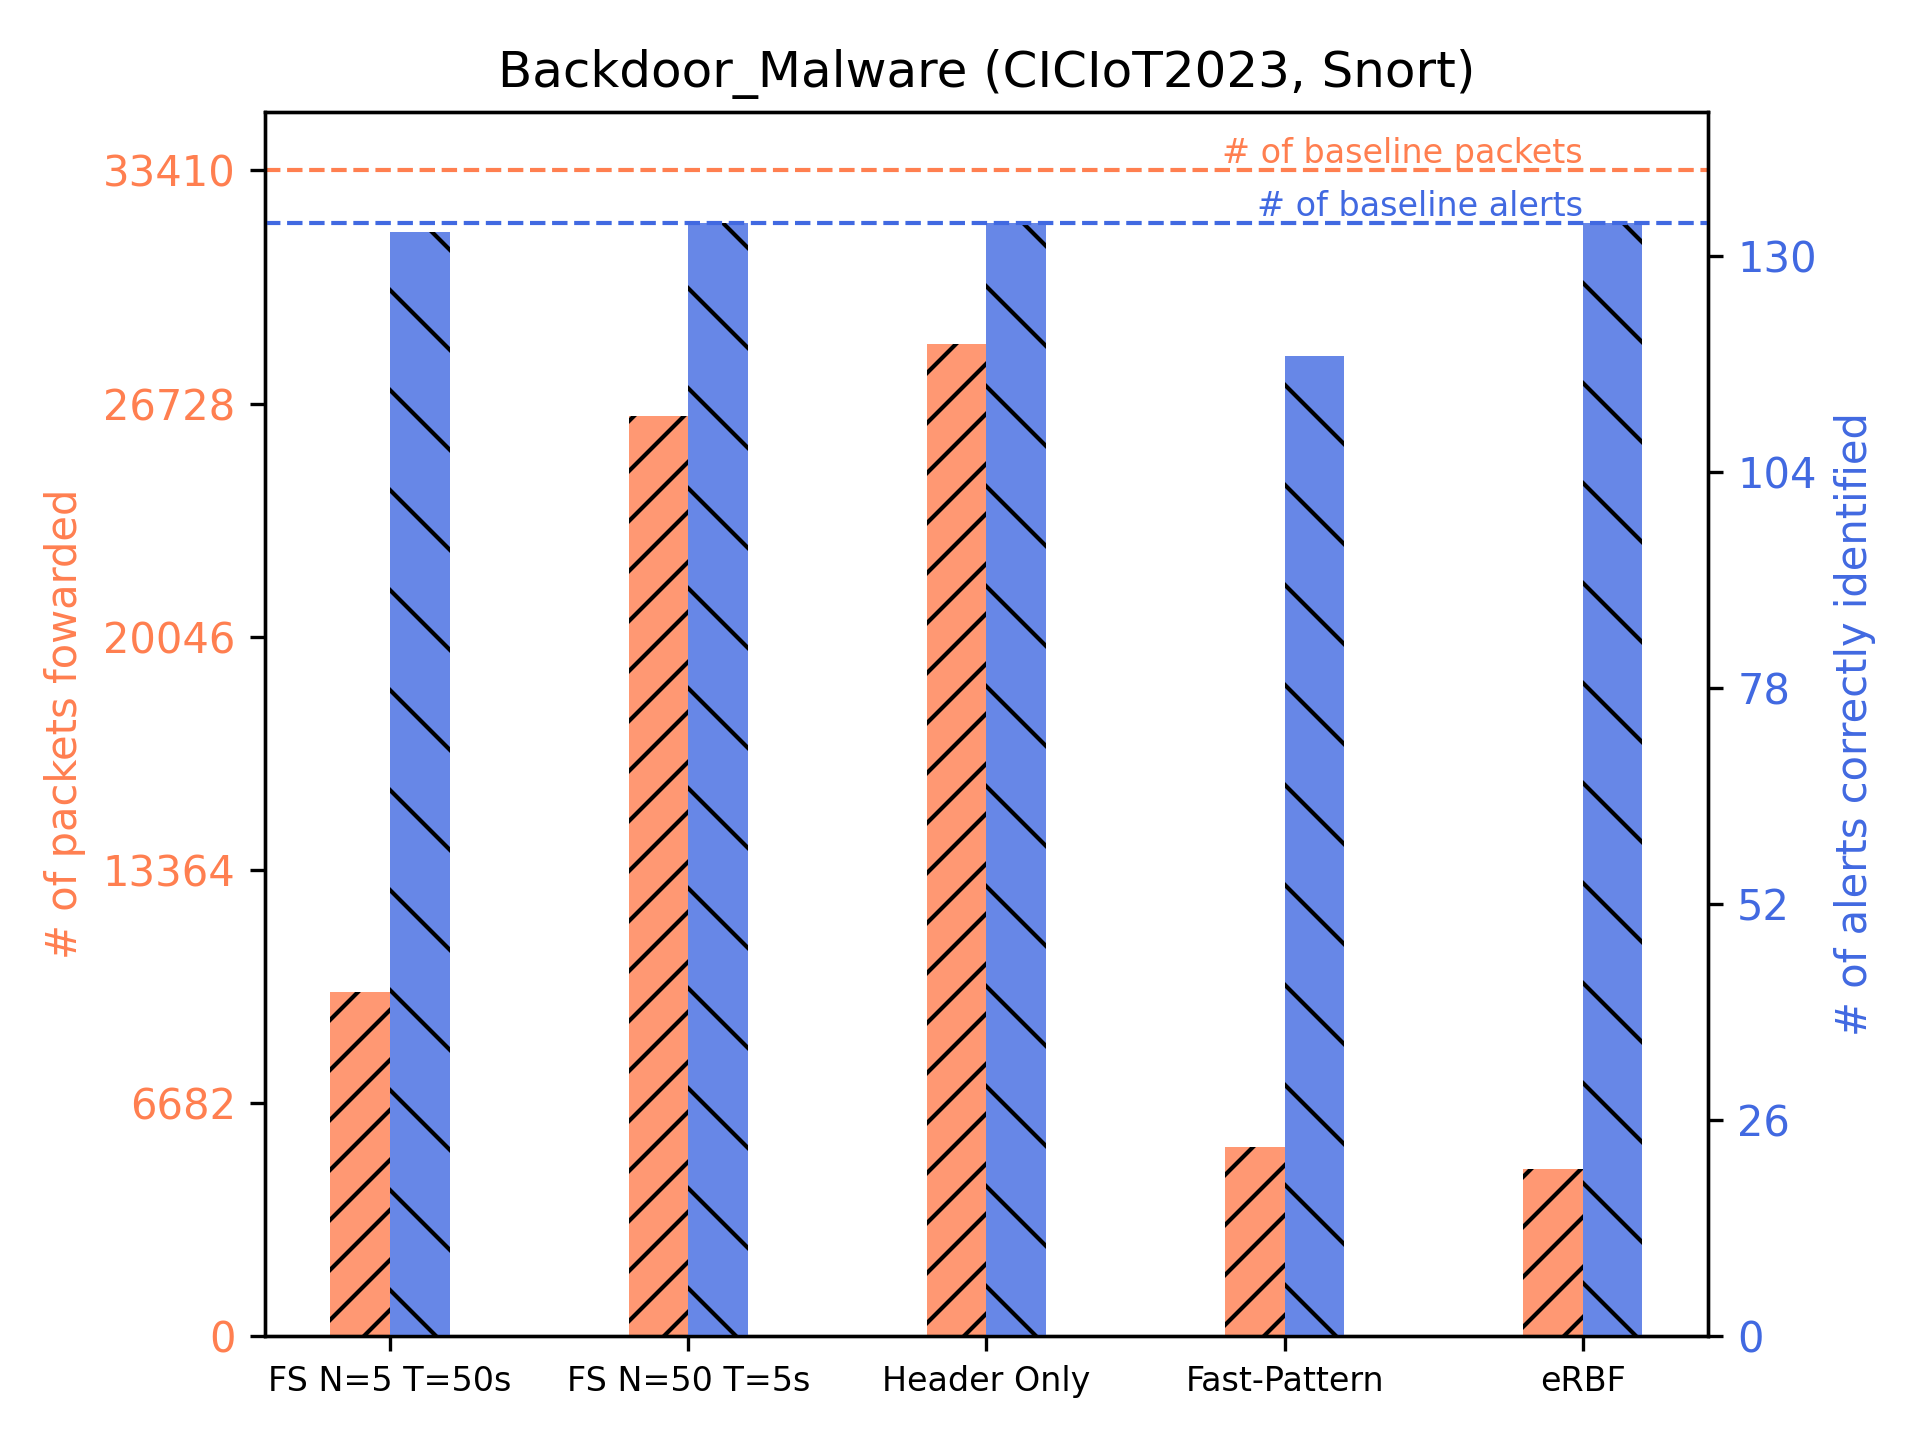 Backdoor_Malware (CICIoT2023, Snort)
# of packets fowarded
33410
26728
20046
13364
6682
0
# of baseline packets
# of baseline alerts
130
104
78
52
26
0
# of alerts correctly identified
FS N=5 T=50s
FS N=50 T=5s
Header Only
Fast-Pattern
eRBF